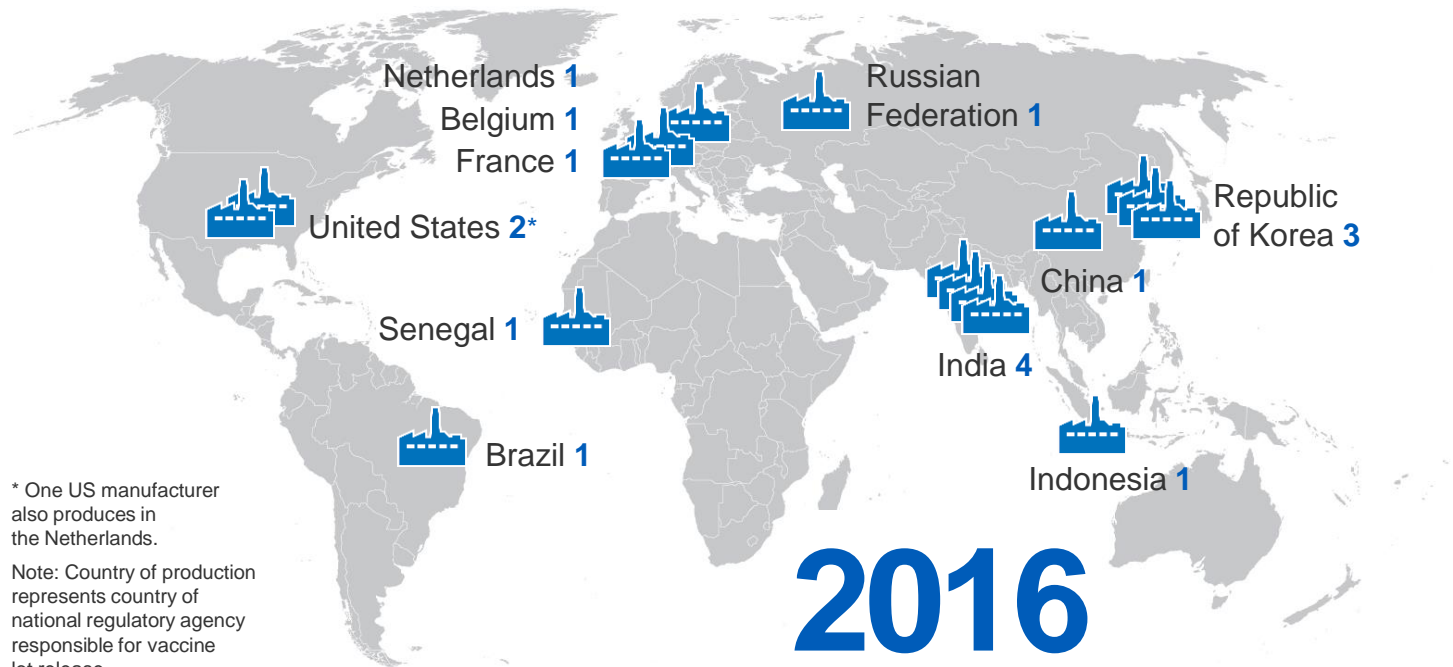 Netherlands 1
Belgium 1
France 1
Russian
Federation 1
United States 2*
Republic
of Korea 3
China 1
Senegal 1
India 4
Brazil 1
Indonesia 1
* One US manufacturer
also produces in
the Netherlands.
Note: Country of production
represents country of
national regulatory agency
responsible for vaccine
lot release
2016